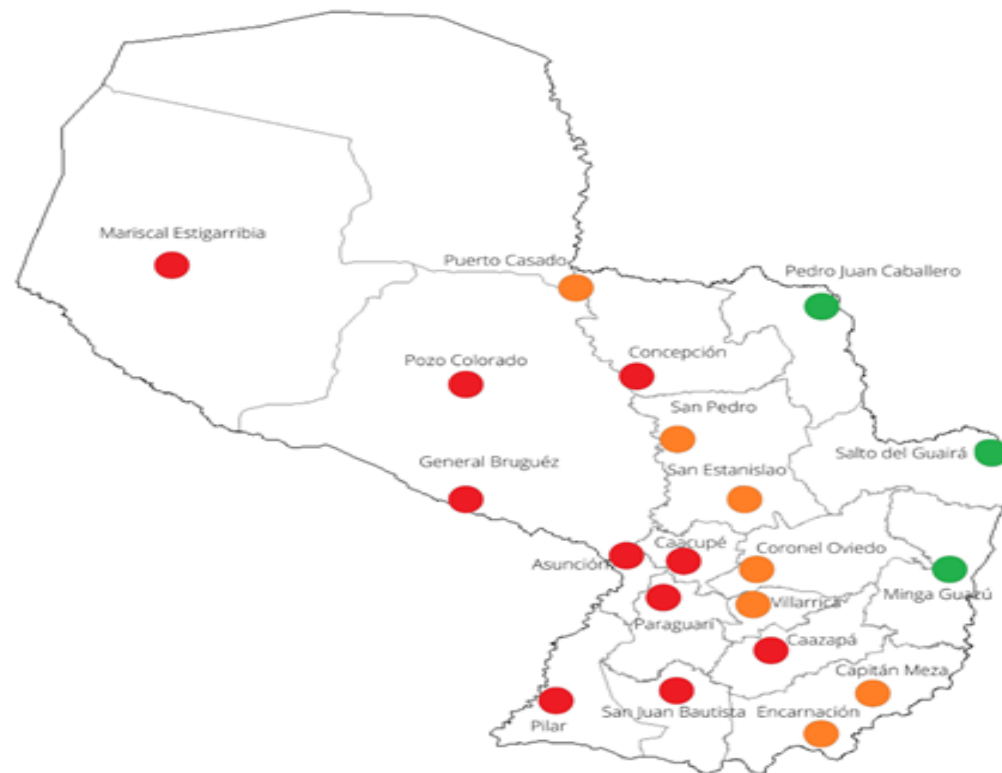 Mariscal Estigarribia
Puerto Casado
Pedro Juan Caballero
Pozo Colorado
Concepción
San Pedro
Salto del Guairá
General Bruguéz
San Estanislao
Caacupé
Coronel Oviedo
Asunción
Minga Guazú
Villarrica
Paraguari
Caazapá
Capitán Meza
San Juan Bautista
Encarnación
Pilar